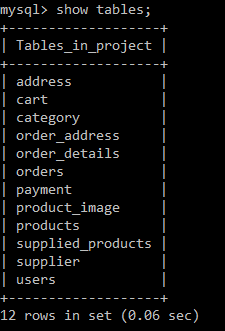 mysql> show tables;
+-------------------+
| Tables_in_project |
+-------------------+
| address           |
| cart              |
| category          |
| order_address     |
| order_details     |
| orders            |
| payment           |
| product_image     |
| products          |
| supplied_products |
| supplier          |
| users             |
+-------------------+
12 rows in set (0.06 sec)